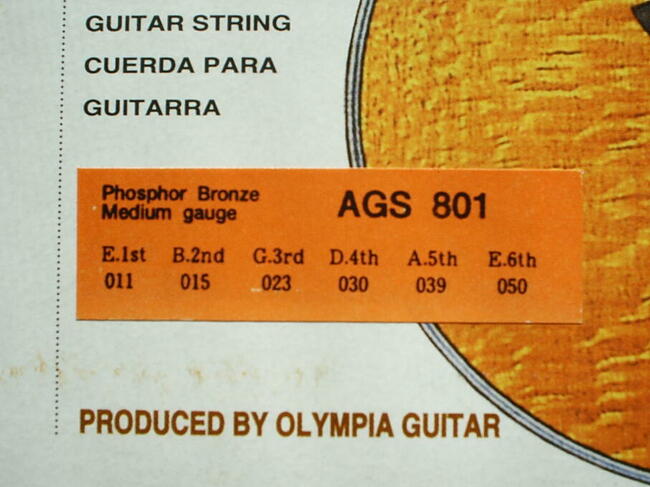 GUITAR STRING
CUERDA PARA
GUITARRA
Phosphor Bronze
Medium gauge
AGS 801
E.1st B.2nd G.3rd D.4th A.5th E.6th
011 015 023 030 039 050
PRODUCED BY OLYMPIA GUITAR